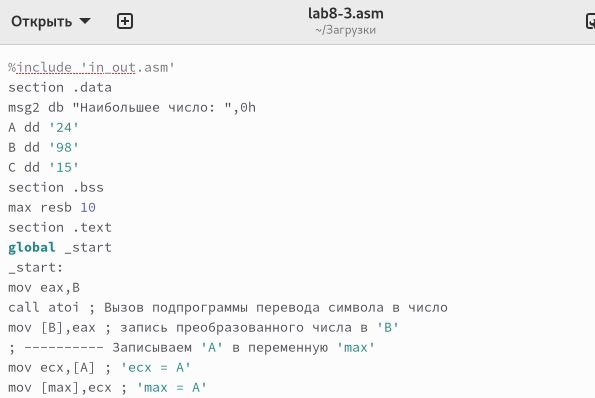 Открыть
lab8-3.asm
~/Загрузки
%include 'in_out.asm'
section .data
msg2 db "Наибольшее число: ",0h
A dd '24'
B dd '98'
C dd '15'
section .bss
max resb 10
section .text
global _start
_start:
mov eax,B
call atoi ; Вызов подпрограммы перевода символа в число
mov [B],eax ; запись преобразованного числа в 'B'
; ---------- Записываем 'A' в переменную 'max'
mov ecx,[A] ; 'ecx = A'
mov [max],ecx ; 'max = A'